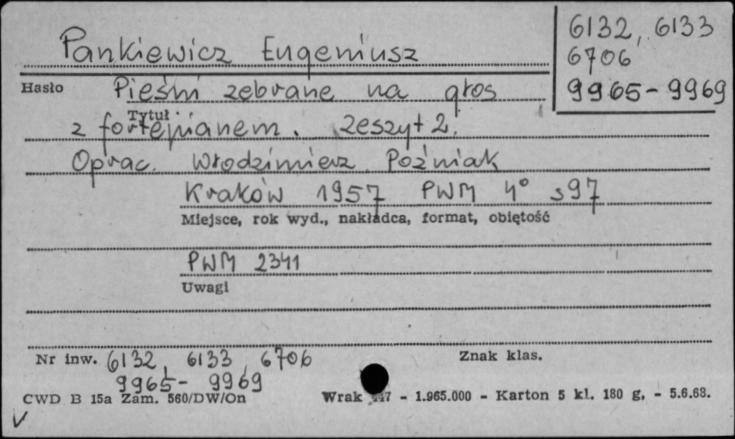 6132, 6133
6706
9965-9969
Pankiewicz Eugeniusz
Hasło Pieśni zebrane na głos
Tytuł
z fortepianem. Zeszyt 2.
Oprac. Włodzimierz Poźniak
Kraków 1957 PWM 4° s97
Miejsce, rok wyd., nakładca, format, objętość
PWM 2341
Uwagi
Nr inw. 6132, 6133, 6706 Znak klas.
9965-9969
CWD B 15a Zam. 560/DW/On Wrak - 1.965.000 - Karton 5 kl. 180 g. - 5.6.68.